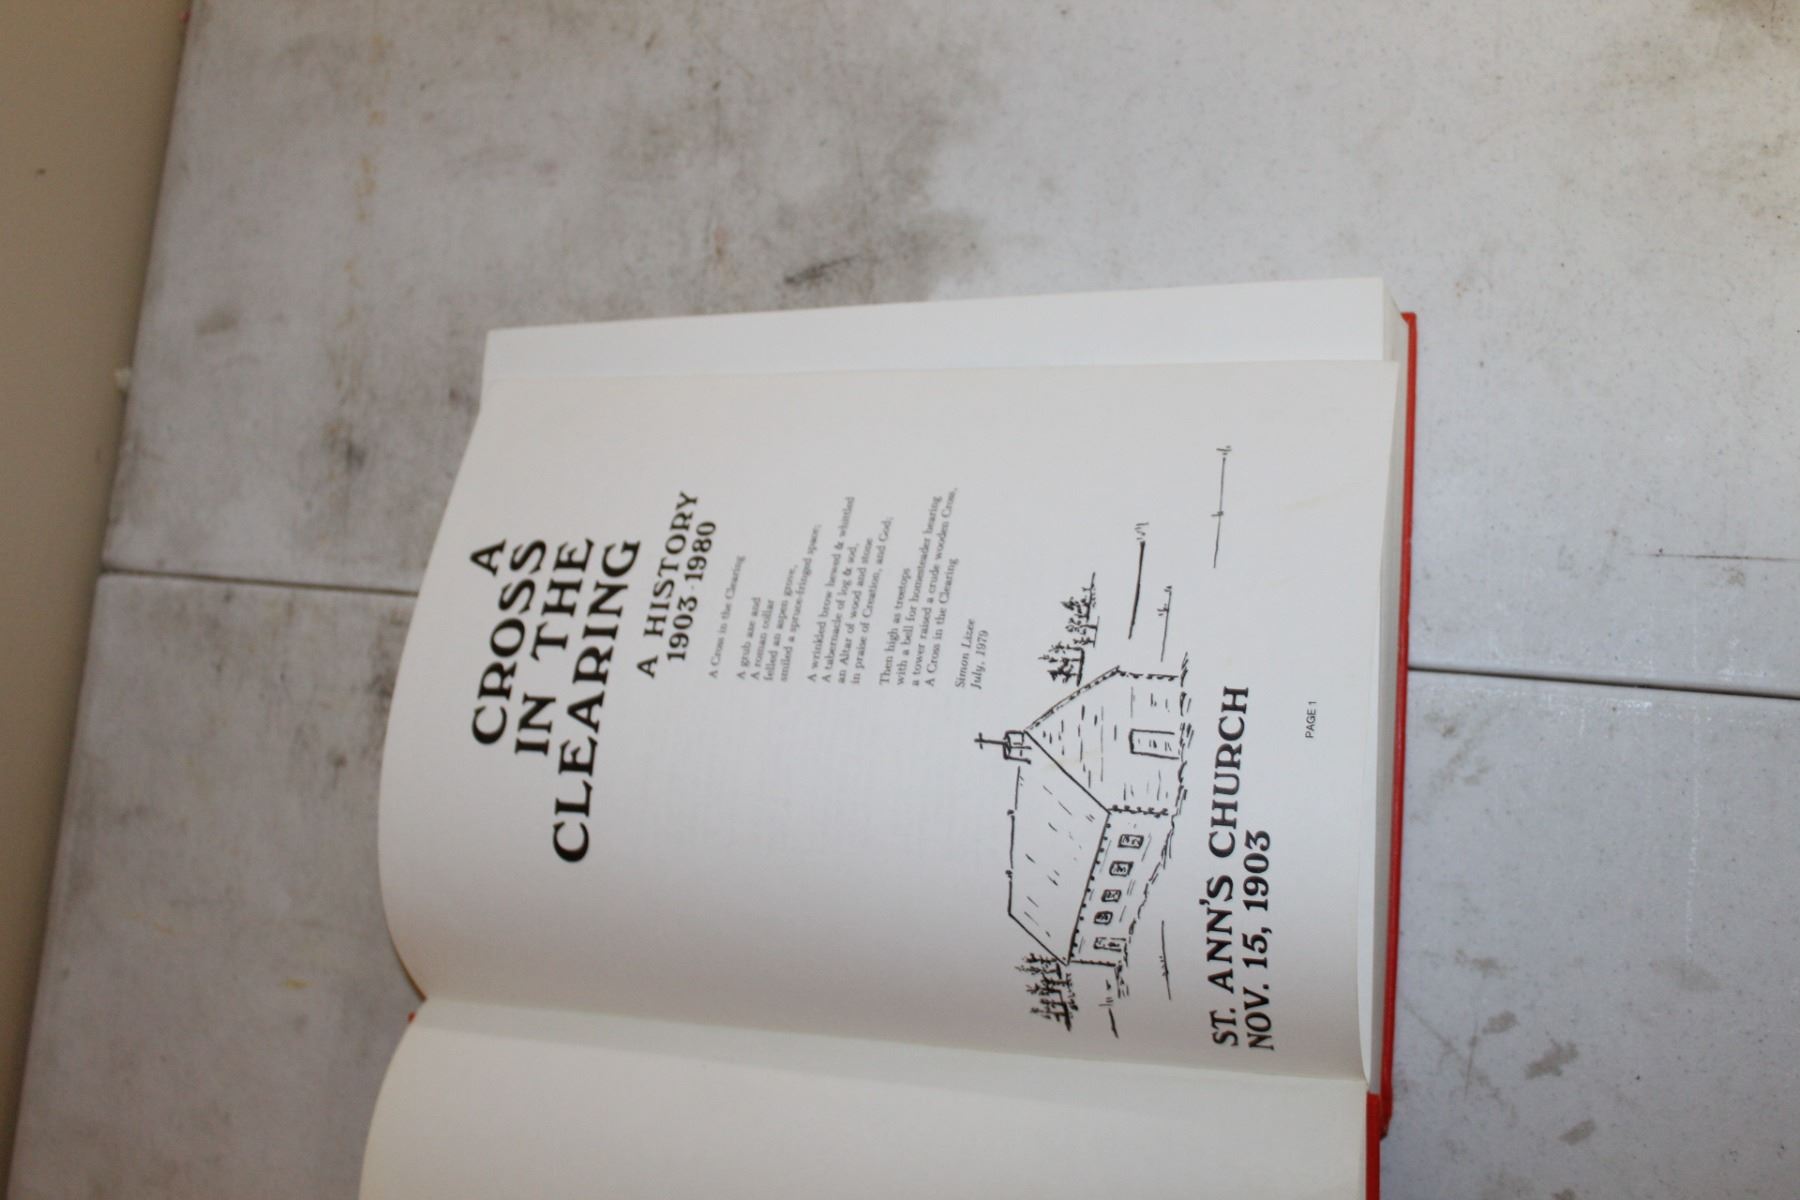 A
CROSS
IN THE
CLEARING
A HISTORY
1903-1980
A Cross in the Clearing
A grub axe and
A roman collar
felled an aspen grove,
smiled a spruce-fringed space;
A wrinkled brow hewed & whittled
A tabernacle of log & sod,
an Altar of wood and stone
in praise of Creation, and God;
Then high as treetops
with a bell for homesteader hearing
a tower raised a crude wooden Cross,
A Cross in the Clearing
Simon Lizee
July, 1979
ST. ANN'S CHURCH
NOV. 15, 1903
PAGE 1